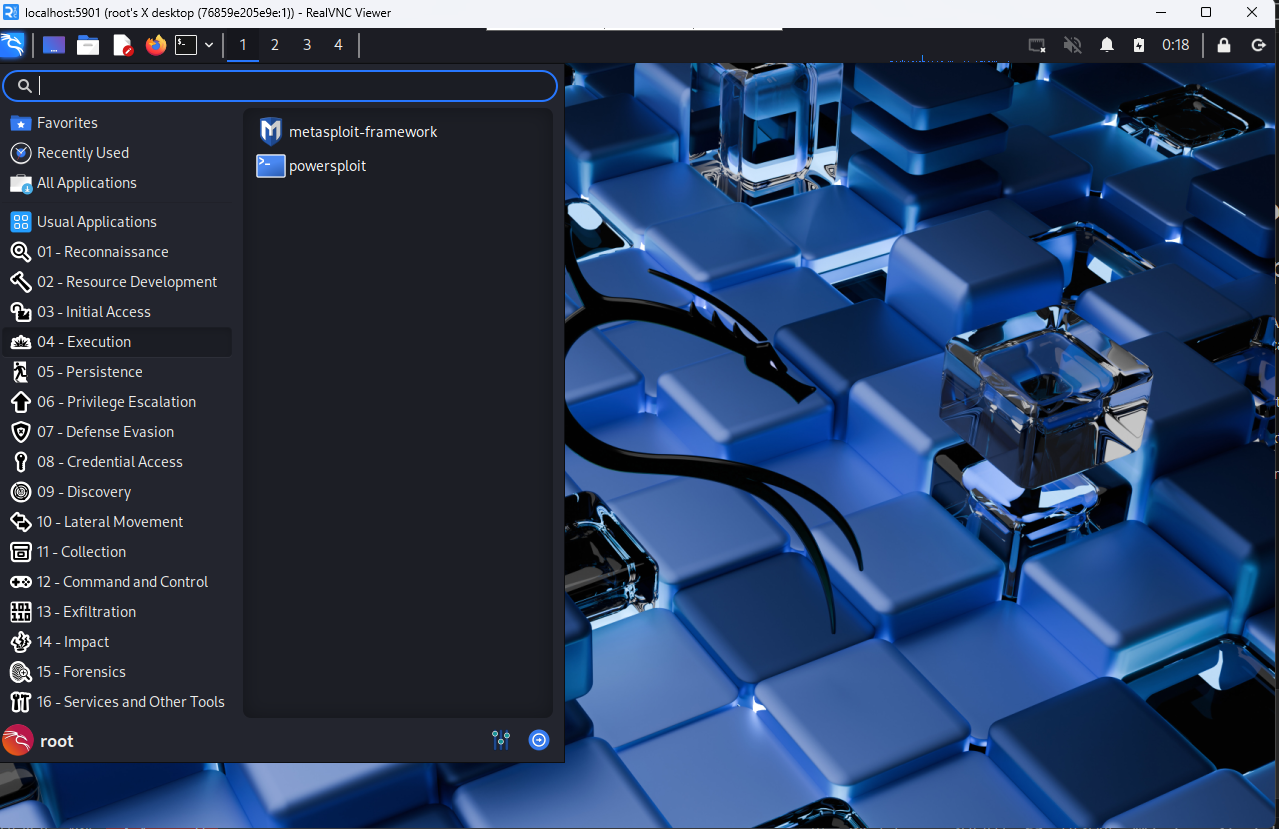 localhost:5901 (root's X desktop (76859e205e9e:1)) - RealVNC Viewer
1 2 3 4 0:18
Favorites
Recently Used
All Applications
Usual Applications
01 - Reconnaissance
02 - Resource Development
03 - Initial Access
04 - Execution
05 - Persistence
06 - Privilege Escalation
07 - Defense Evasion
08 - Credential Access
09 - Discovery
10 - Lateral Movement
11 - Collection
12 - Command and Control
13 - Exfiltration
14 - Impact
15 - Forensics
16 - Services and Other Tools
metasploit-framework
powersploit
root